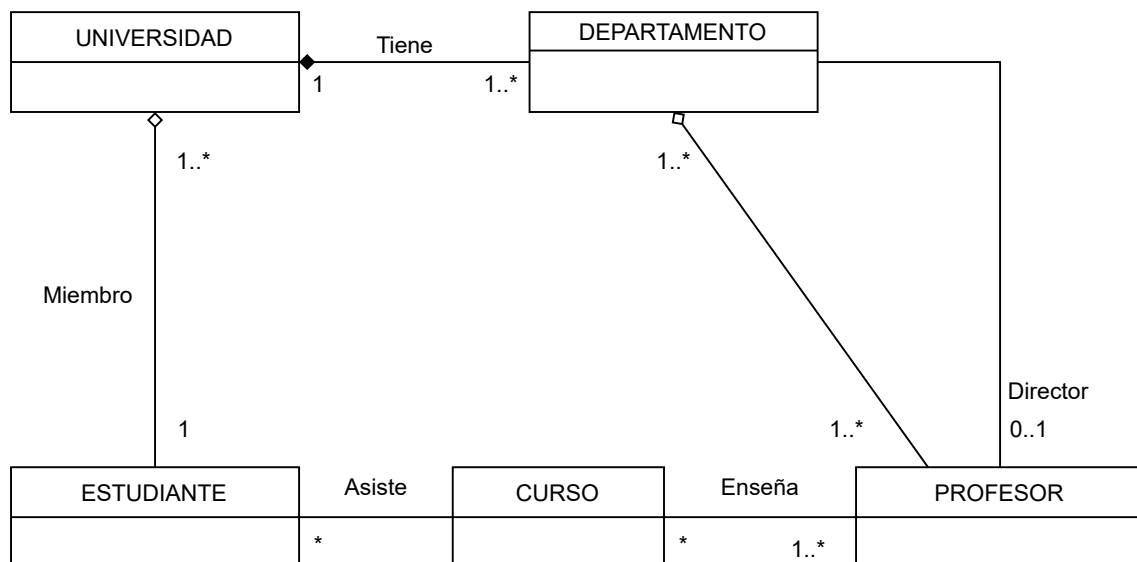 UNIVERSIDAD
Tiene
DEPARTAMENTO
1
1..*
1..*
1..*
Miembro
Director
1
1..*
0..1
ESTUDIANTE
Asiste
CURSO
Enseña
PROFESOR
*
*
1..*